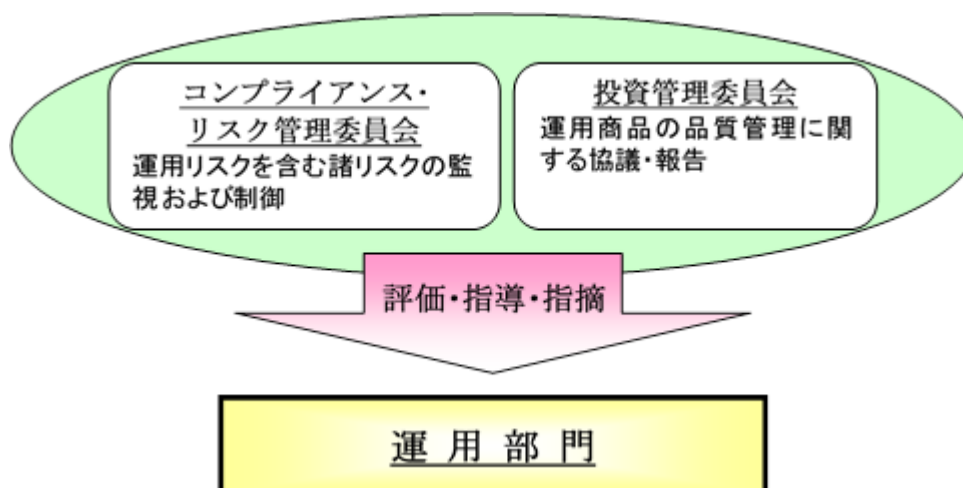 コンプライアンス・
リスク管理委員会
運用リスクを含む諸リスクの監
視および制御
投資管理委員会
運用商品の品質管理に関
する協議・報告
評価・指導・指摘
運用部門